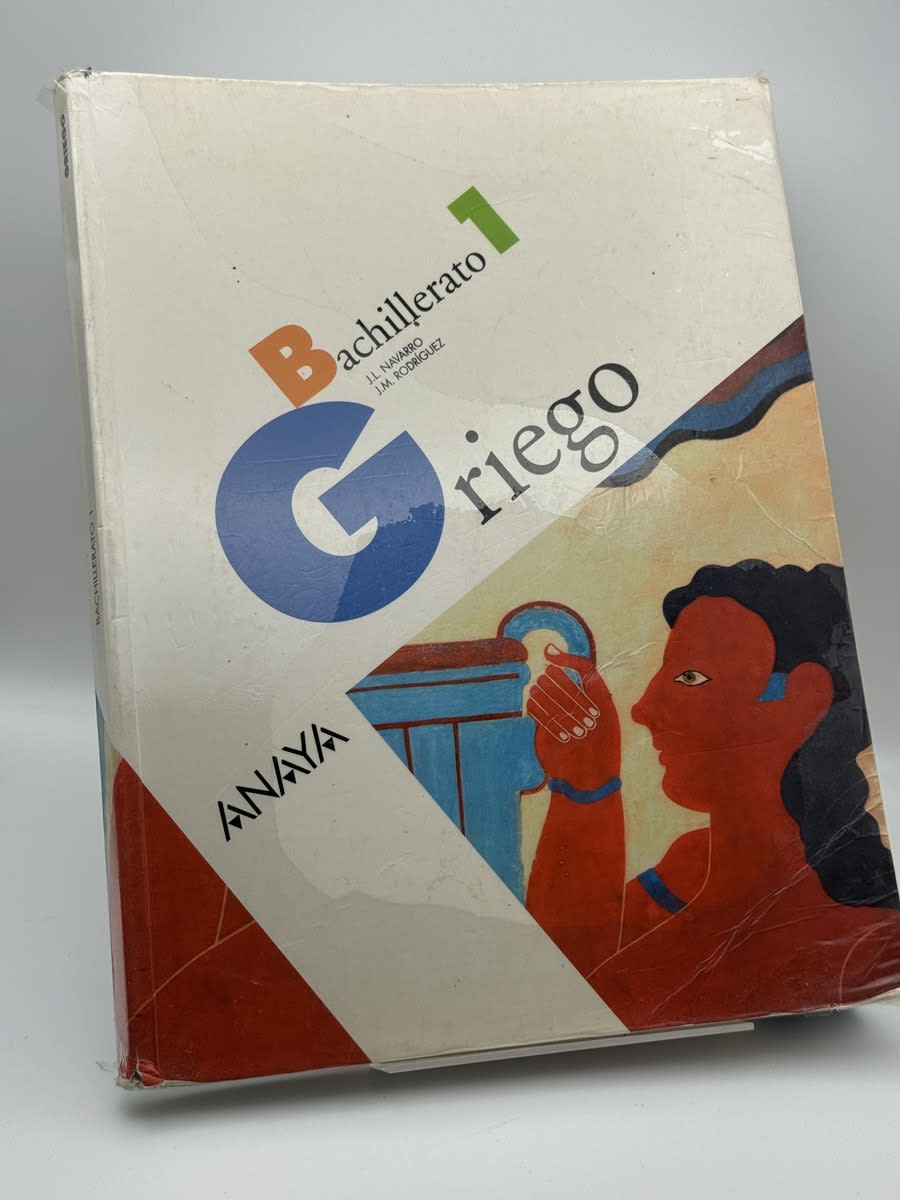 GRIEGO
BACHILLERATO 1
Bachillerato 1
J.L. NAVARRO
J.M. RODRÍGUEZ
Griego
ANAYA